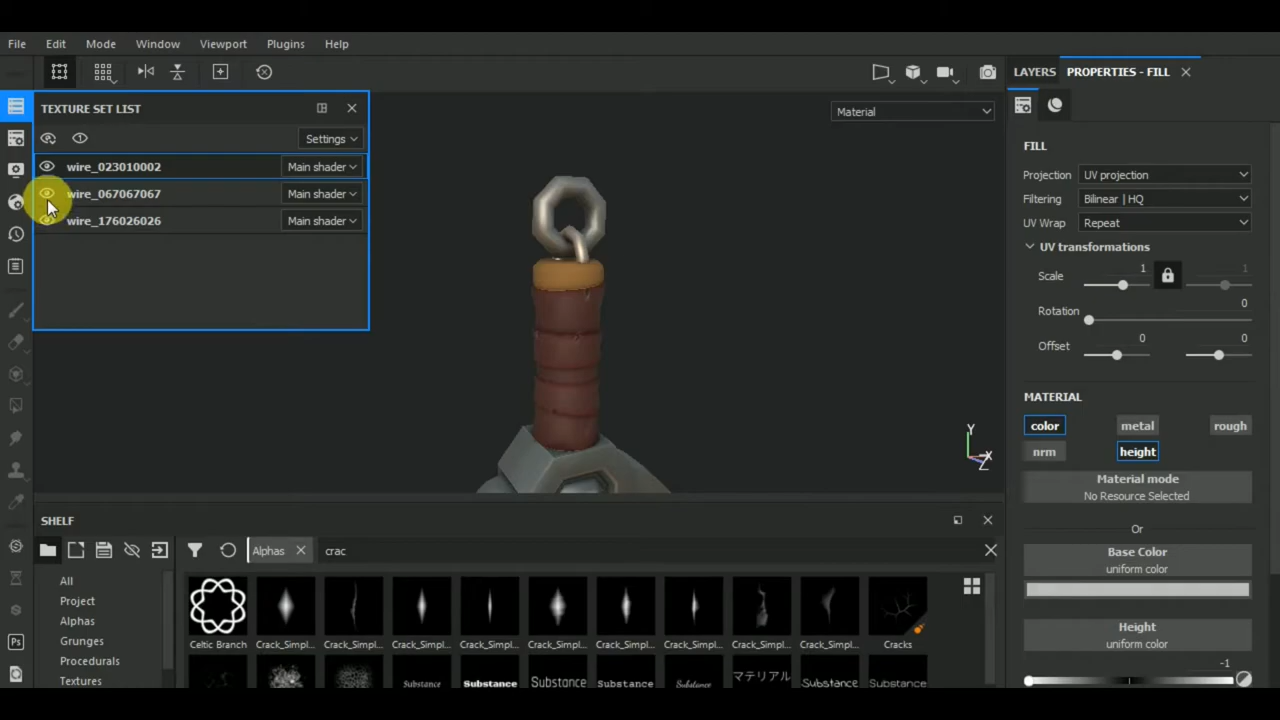 File Edit Mode Window Viewport Plugins Help
LAYERS PROPERTIES - FILL
TEXTURE SET LIST
Material
Settings
wire_023010002 Main shader
wire_067067067 Main shader
wire_176026026 Main shader
FILL
Projection UV projection
Filtering Bilinear | HQ
UV Wrap Repeat
UV transformations
Scale 1 1
Rotation 0
Offset 0 0
MATERIAL
color metal rough
nrm height
Material mode
No Resource Selected
Or
Base Color
uniform color
Height
uniform color
-1
Y
X
Z
SHELF
Alphas crac
All
Project
Alphas
Grunges
Procedurals
Textures
Celtic Branch Crack_Simpl... Crack_Simpl... Crack_Simpl... Crack_Simpl... Crack_Simpl... Crack_Simpl... Crack_Simpl... Crack_Simpl... Crack_Simpl... Cracks
Substance Substance Substance Substance Substance マテリアル Substance Substance
Ps